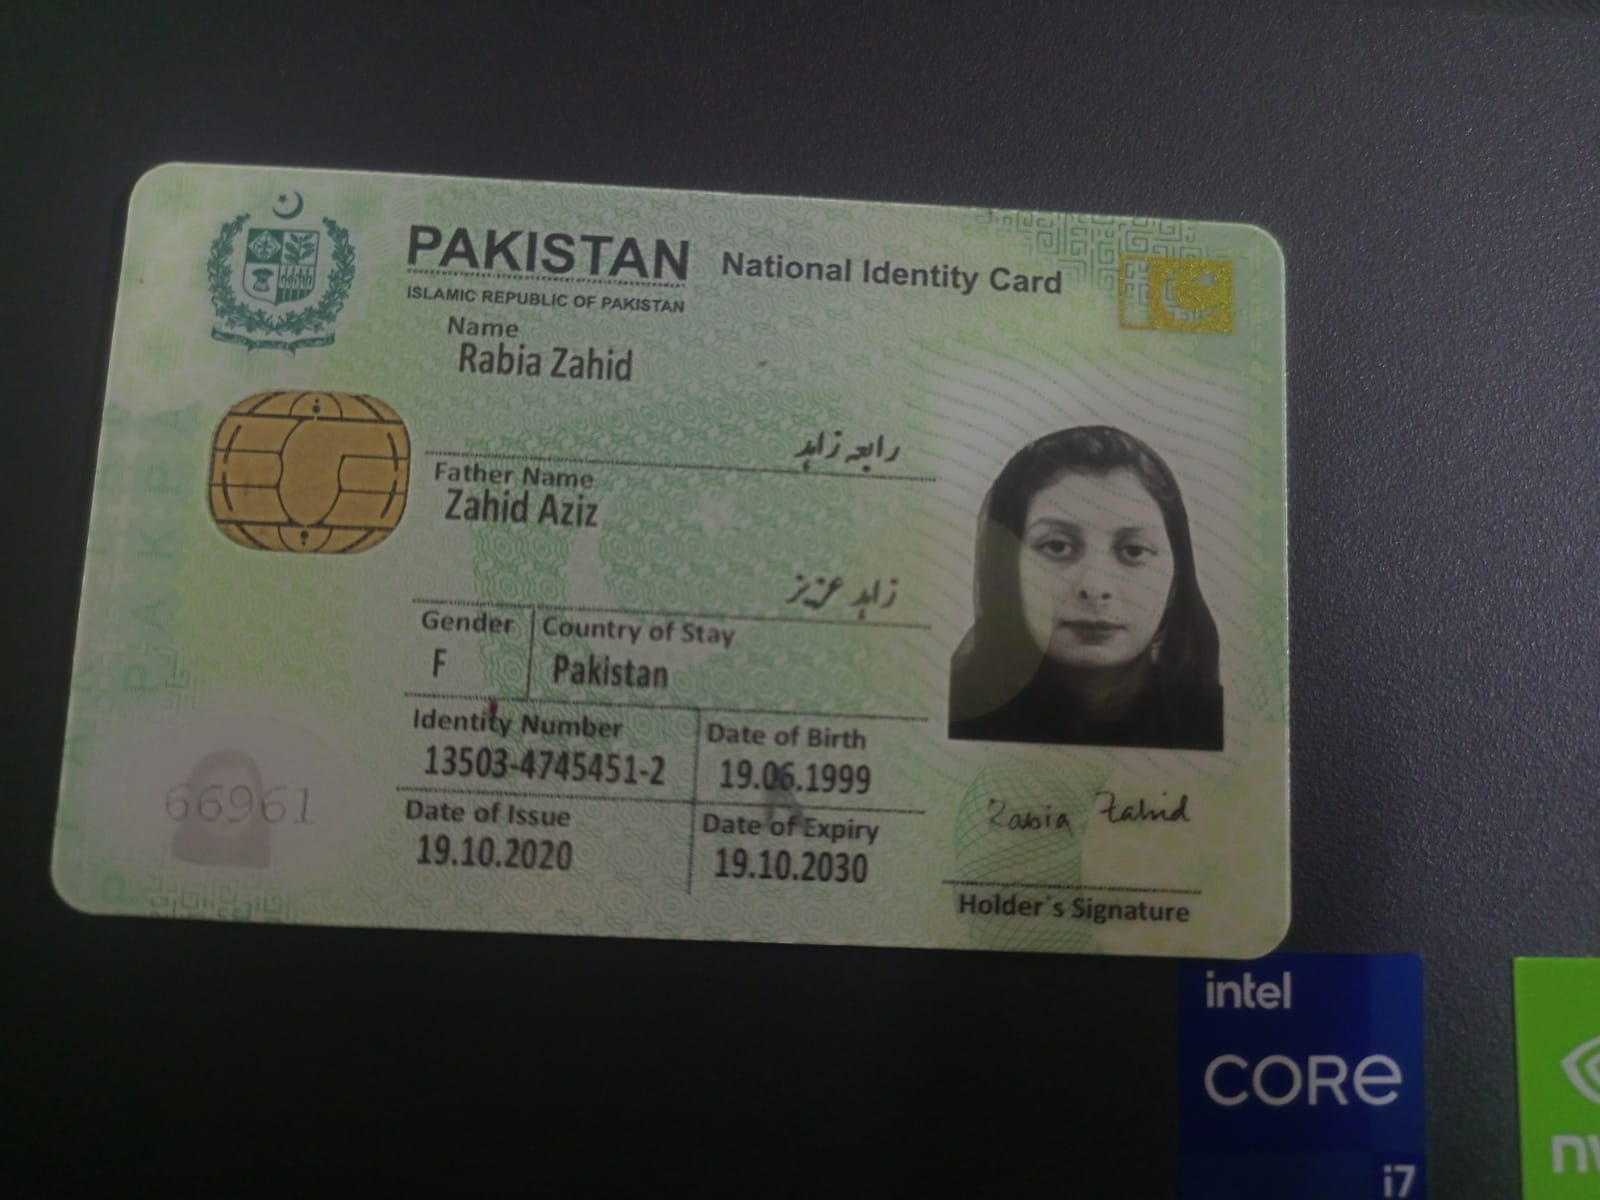 PAKISTAN National Identity Card
ISLAMIC REPUBLIC OF PAKISTAN
Name
Rabia Zahid
رابعہ زاہد
Father Name
Zahid Aziz
زاہد عزیز
Gender Country of Stay
F Pakistan
Identity Number Date of Birth
13503-4745451-2 19.06.1999
Date of Issue Date of Expiry
19.10.2020 19.10.2030
66961
Rabia Zahid
Holder's Signature
intel
CORE
i7